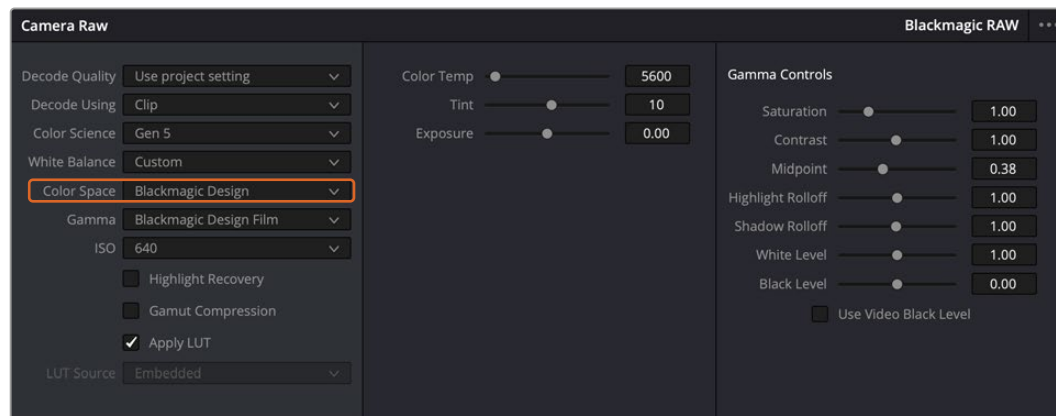 Camera Raw
Blackmagic RAW
Decode Quality Use project setting
Decode Using Clip
Color Science Gen 5
White Balance Custom
Color Space Blackmagic Design
Gamma Blackmagic Design Film
ISO 640
Highlight Recovery
Gamut Compression
Apply LUT
LUT Source Embedded
Color Temp 5600
Tint 10
Exposure 0.00
Gamma Controls
Saturation 1.00
Contrast 1.00
Midpoint 0.38
Highlight Rolloff 1.00
Shadow Rolloff 1.00
White Level 1.00
Black Level 0.00
Use Video Black Level